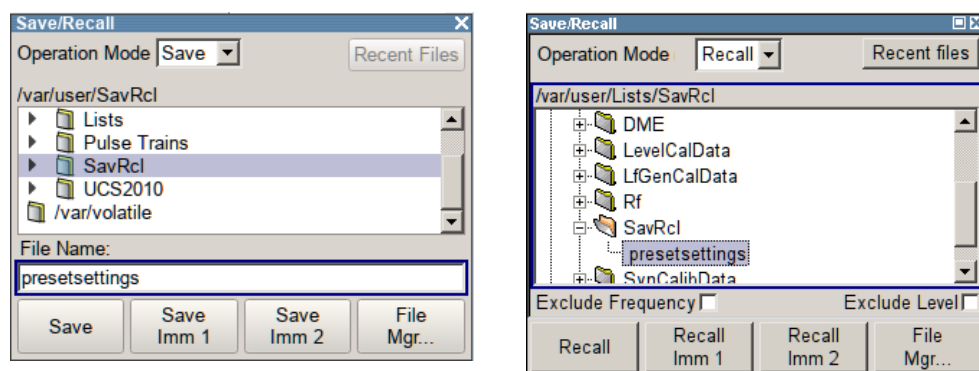 Save/Recall
Operation Mode Save
Recent Files
/var/user/SavRcl
Lists
Pulse Trains
SavRcl
UCS2010
/var/volatile
File Name:
presetsettings
Save
Save
Imm 1
Save
Imm 2
File
Mgr...
Save/Recall
Operation Mode Recall
Recent files
/var/user/Lists/SavRcl
DME
LevelCalData
LfGenCalData
Rf
SavRcl
presetsettings
SynCalibData
Exclude Frequency
Exclude Level
Recall
Recall
Imm 1
Recall
Imm 2
File
Mgr...